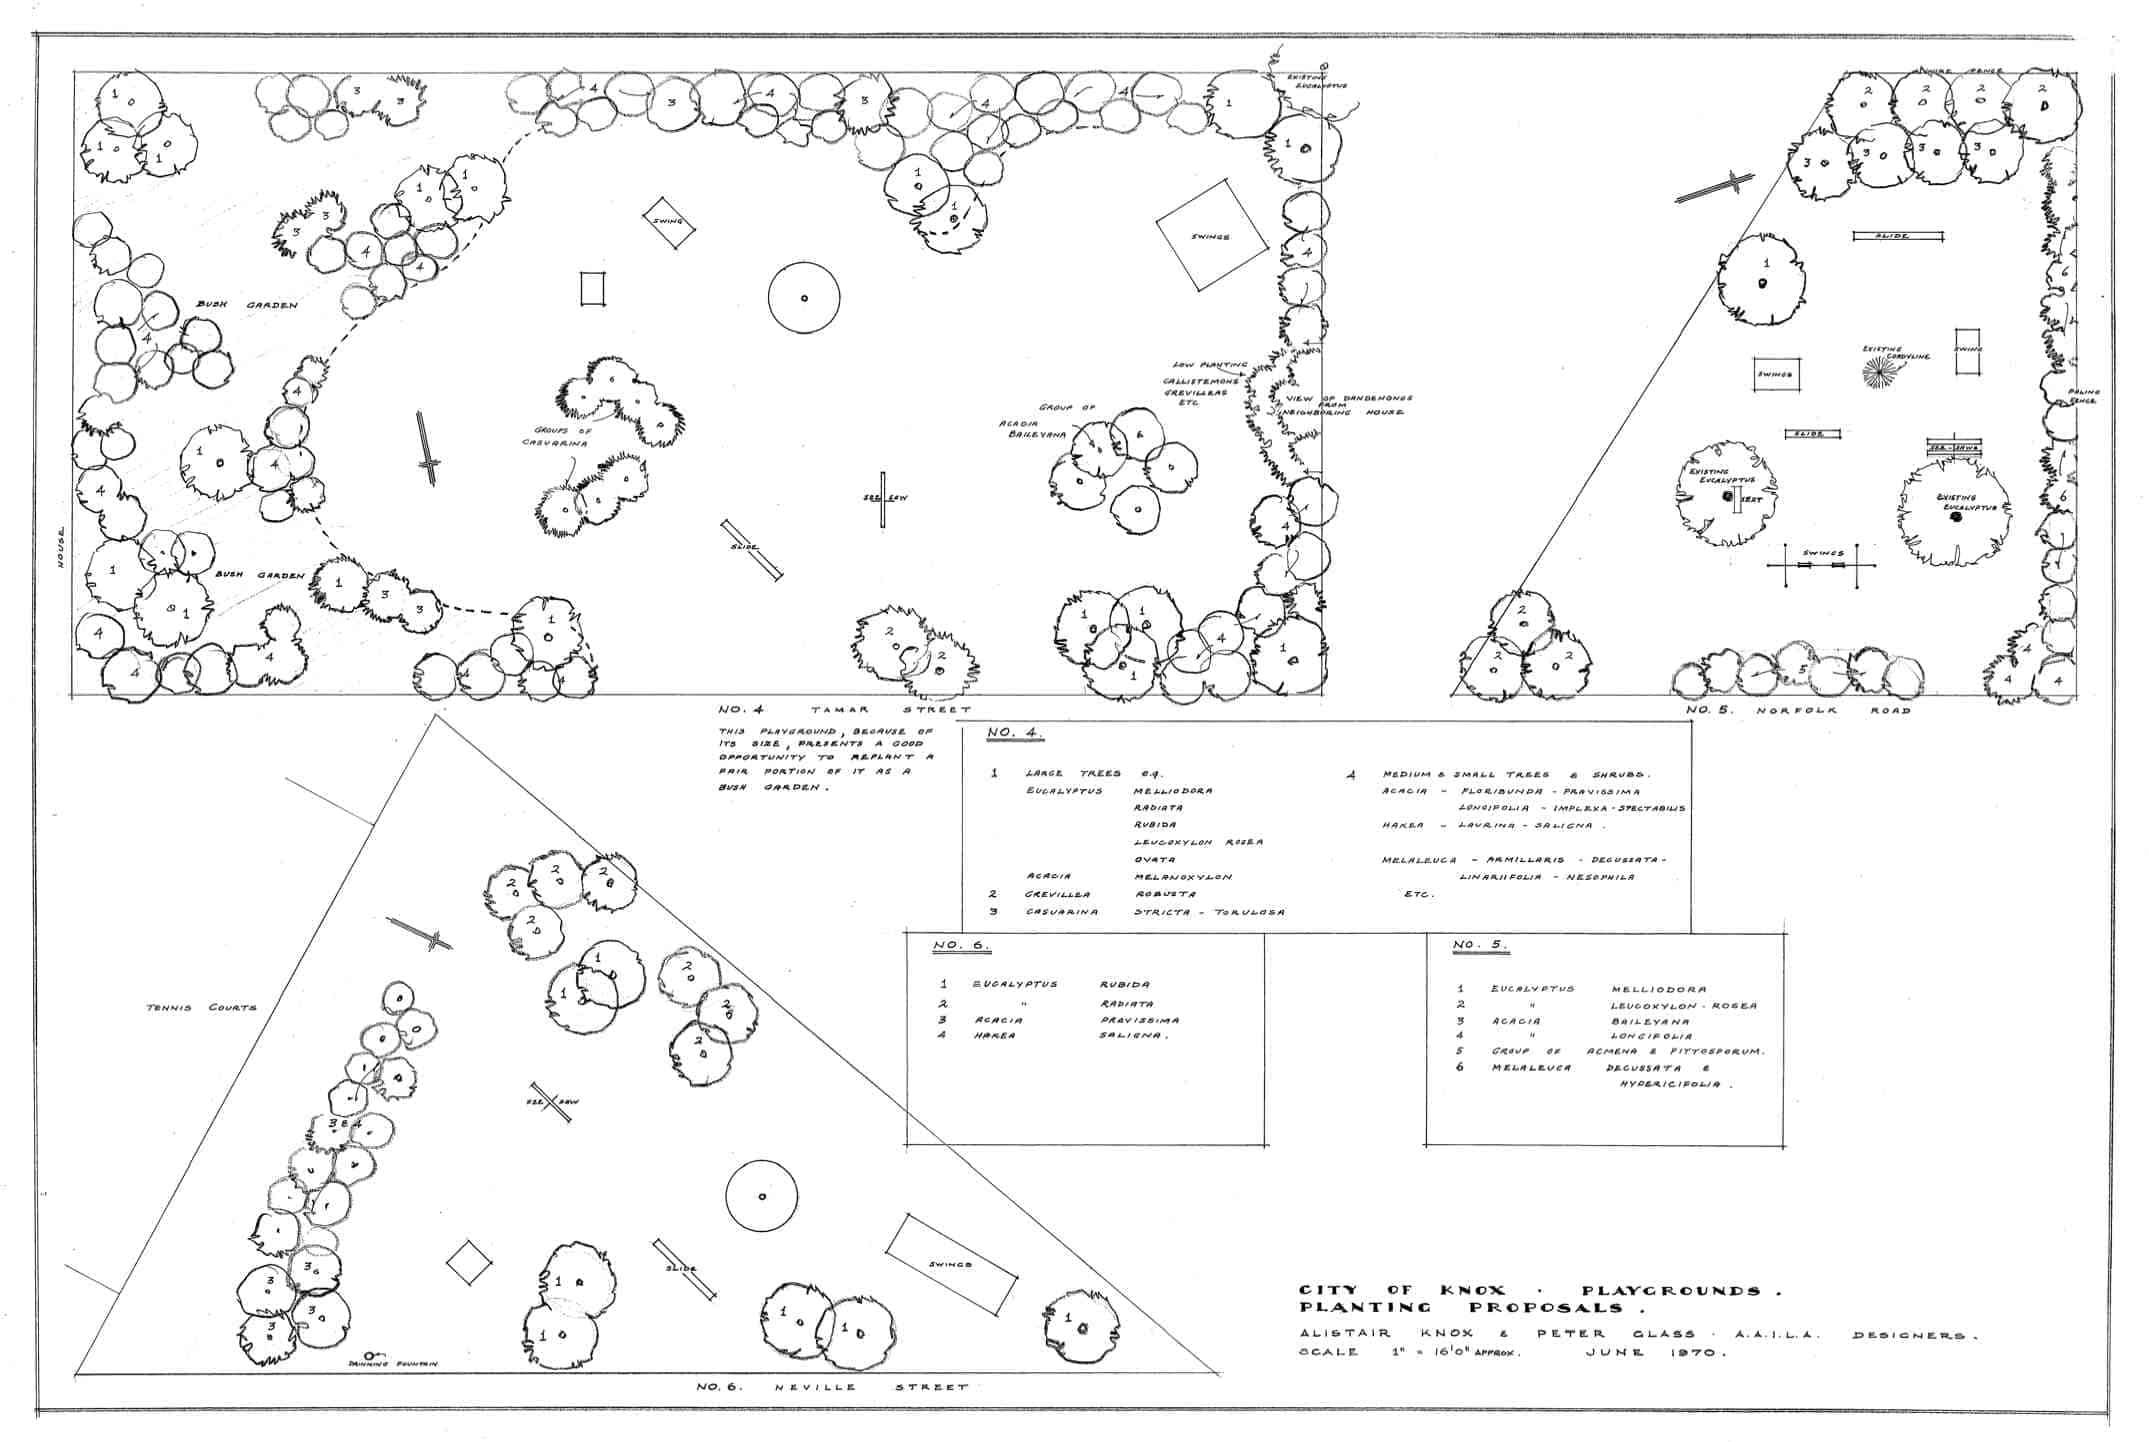 EXISTING
EUCALYPTUS
WIRE FENCE
SWING
SWINGS
BUSH GARDEN
GROUPS OF
CASUARINA
GROUP OF
ACACIA
BAILEYANA
LOW PLANTING
CALLISTEMONS
GREVILLEAS
ETC
VIEW OF DANDENONGS
FROM
NEIGHBORING HOUSE
SEE SAW
SLIDE
HOUSE
BUSH GARDEN
SLIDE
EXISTING
CORDYLINE
SWING
SWINGS
PALING
FENCE
SLIDE
SEE-SAWS
EXISTING
EUCALYPTUS
SEAT
EXISTING
EUCALYPTUS
SWINGS
NO. 4 TAMAR STREET
THIS PLAYGROUND, BECAUSE OF
ITS SIZE, PRESENTS A GOOD
OPPORTUNITY TO REPLANT A
FAIR PORTION OF IT AS A
BUSH GARDEN.
NO. 5. NORFOLK ROAD
NO. 4.
1 LARGE TREES e.g.
EUCALYPTUS MELLIODORA
RADIATA
RUBIDA
LEUCOXYLON ROSEA
OVATA
ACACIA MELANOXYLON
2 GREVILLEA ROBUSTA
3 CASUARINA STRICTA - TORULOSA
4 MEDIUM & SMALL TREES & SHRUBS.
ACACIA - FLORIBUNDA - PRAVISSIMA
LONGIFOLIA - IMPLEXA - SPECTABILIS
HAKEA - LAURINA - SALIGNA.
MELALEUCA - ARMILLARIS - DECUSSATA -
LINARIIFOLIA - NESOPHILA
ETC.
NO. 6.
1 EUCALYPTUS RUBIDA
2 " RADIATA
3 ACACIA PRAVISSIMA
4 HAKEA SALIGNA.
NO. 5.
1 EUCALYPTUS MELLIODORA
2 " LEUCOXYLON - ROSEA
3 ACACIA BAILEYANA
4 " LONGIFOLIA
5 GROUP OF ACMENA & PITTOSPORUM.
6 MELALEUCA DECUSSATA &
HYPERICIFOLIA.
TENNIS COURTS
3 & 4
SEE SAW
SLIDE
SWINGS
DRINKING FOUNTAIN
NO. 6. NEVILLE STREET
CITY OF KNOX · PLAYGROUNDS.
PLANTING PROPOSALS.
ALISTAIR KNOX & PETER GLASS · A.A.I.L.A. DESIGNERS.
SCALE 1" = 16'0" APPROX. JUNE 1970.